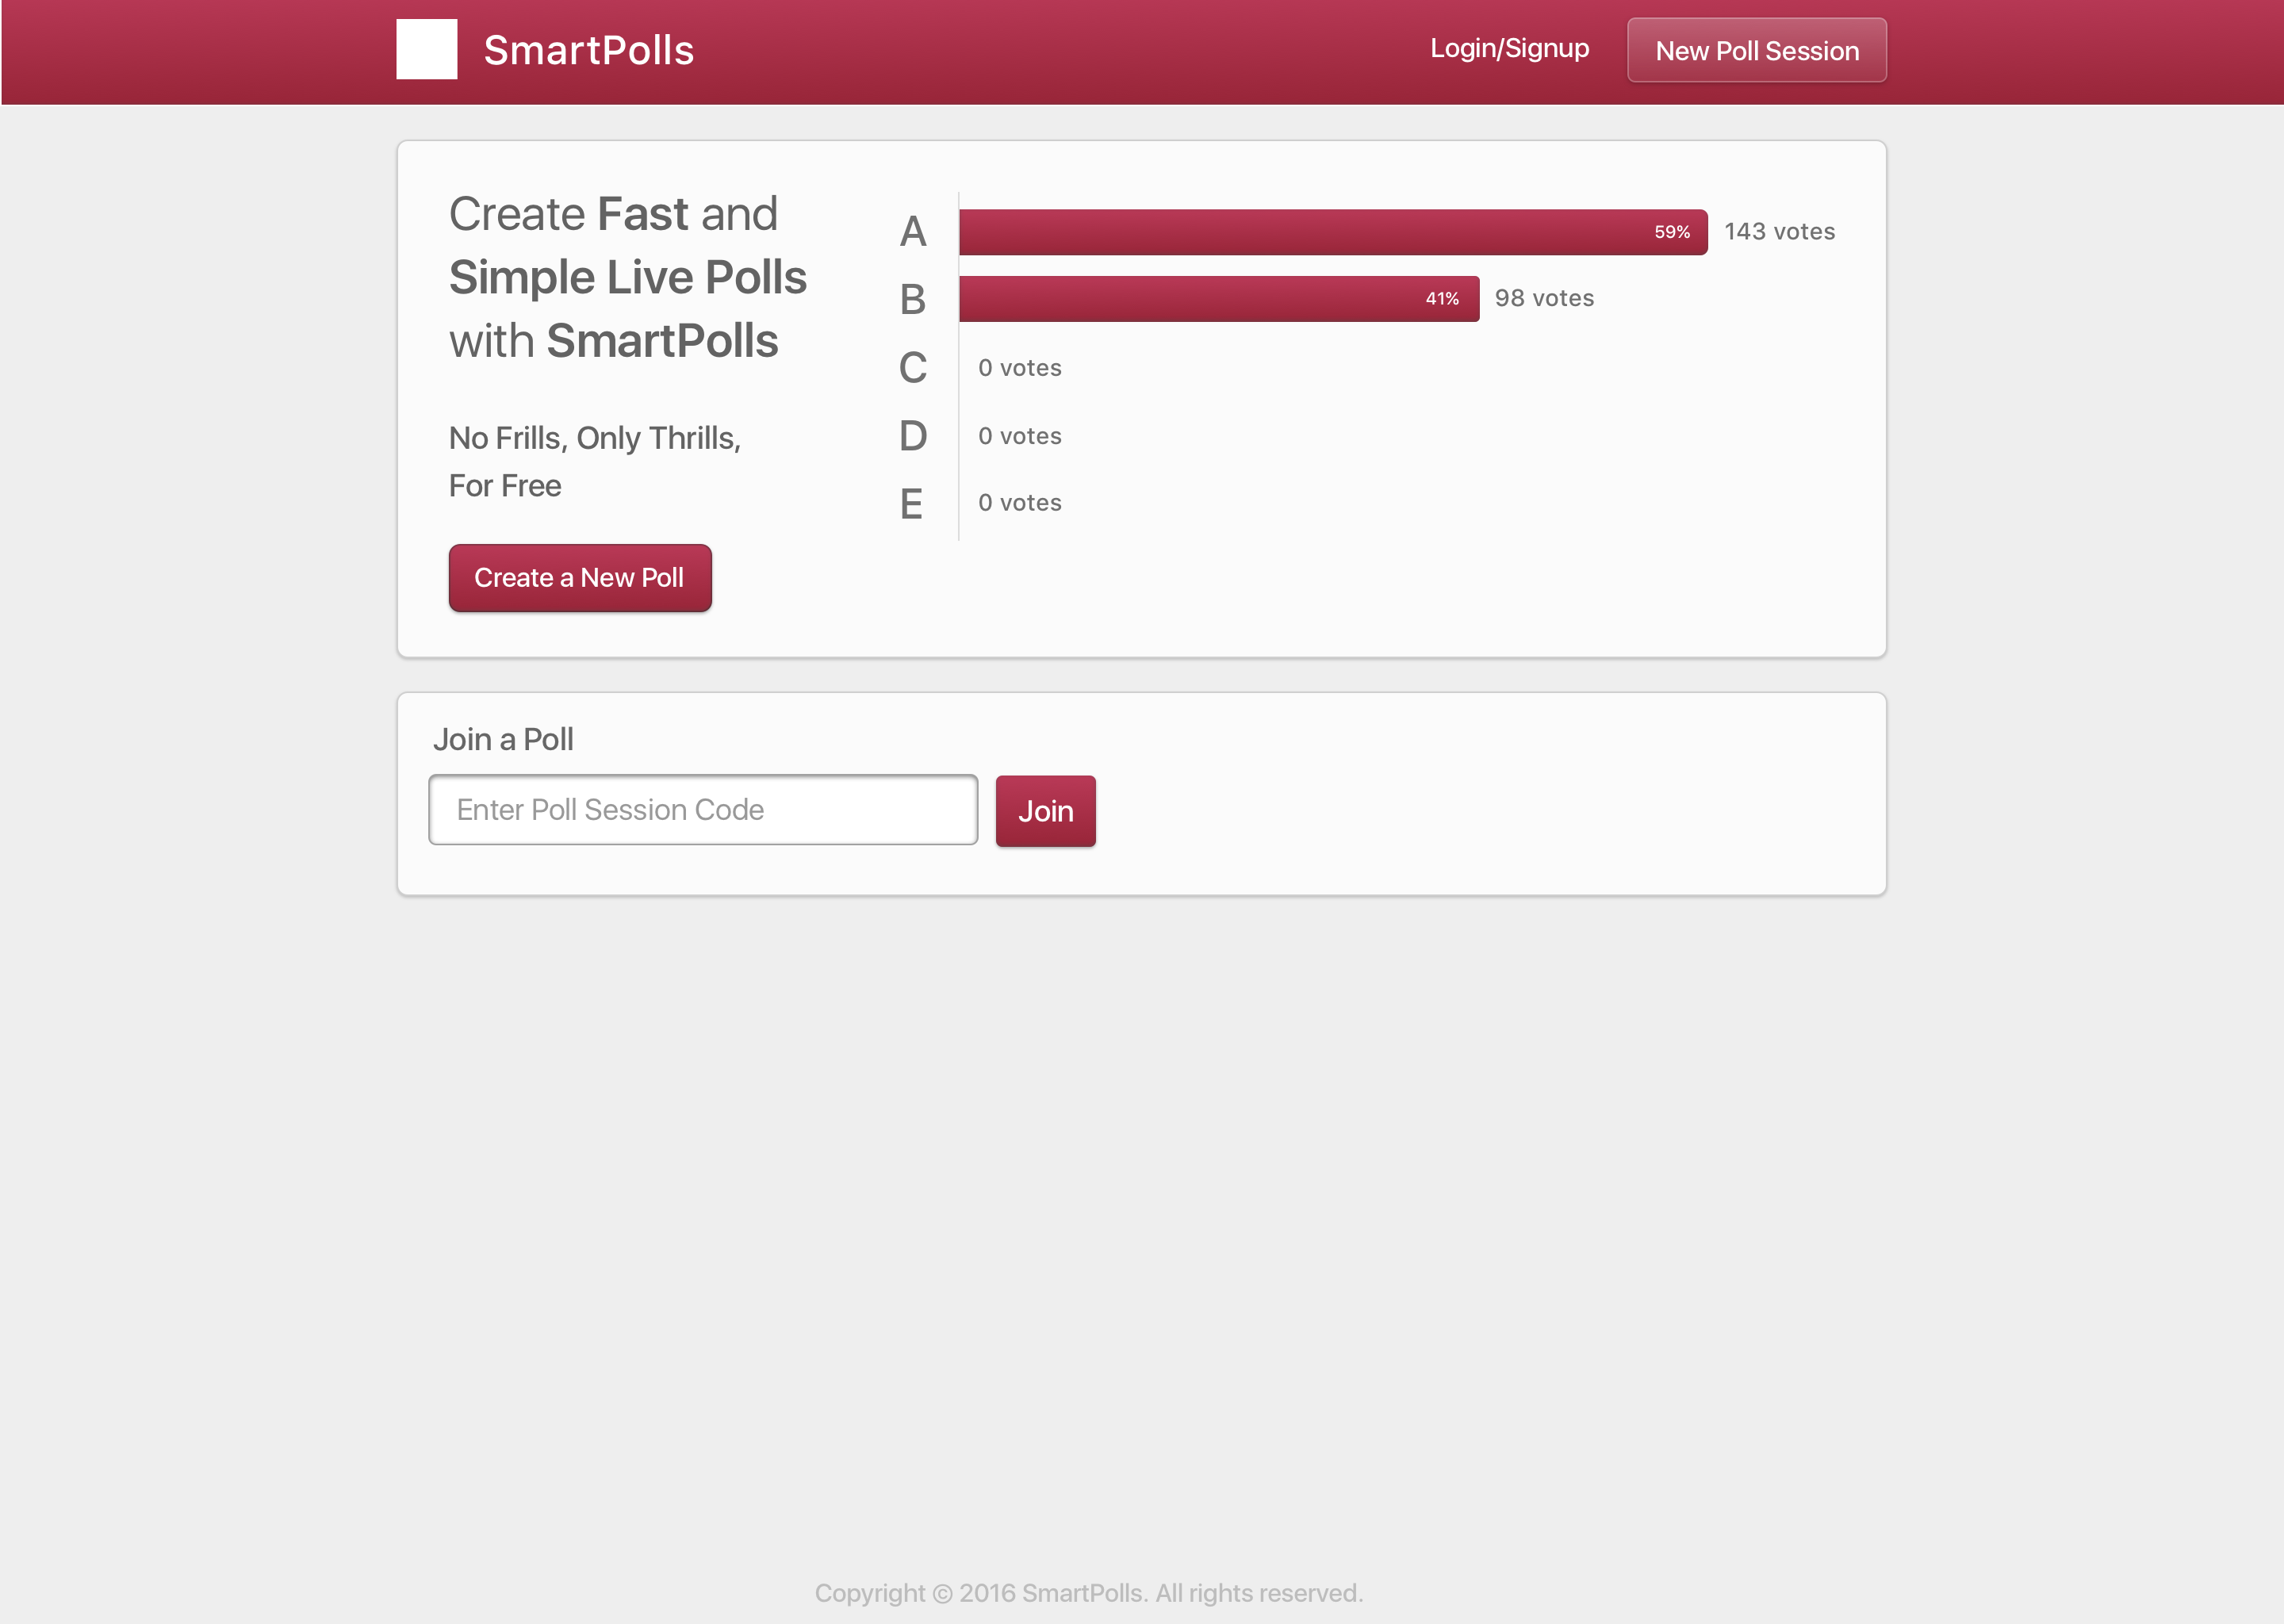 SmartPolls
Login/Signup
New Poll Session
Create Fast and
Simple Live Polls
with SmartPolls
No Frills, Only Thrills,
For Free
Create a New Poll
A 59% 143 votes
B 41% 98 votes
C 0 votes
D 0 votes
E 0 votes
Join a Poll
Enter Poll Session Code
Join
Copyright © 2016 SmartPolls. All rights reserved.